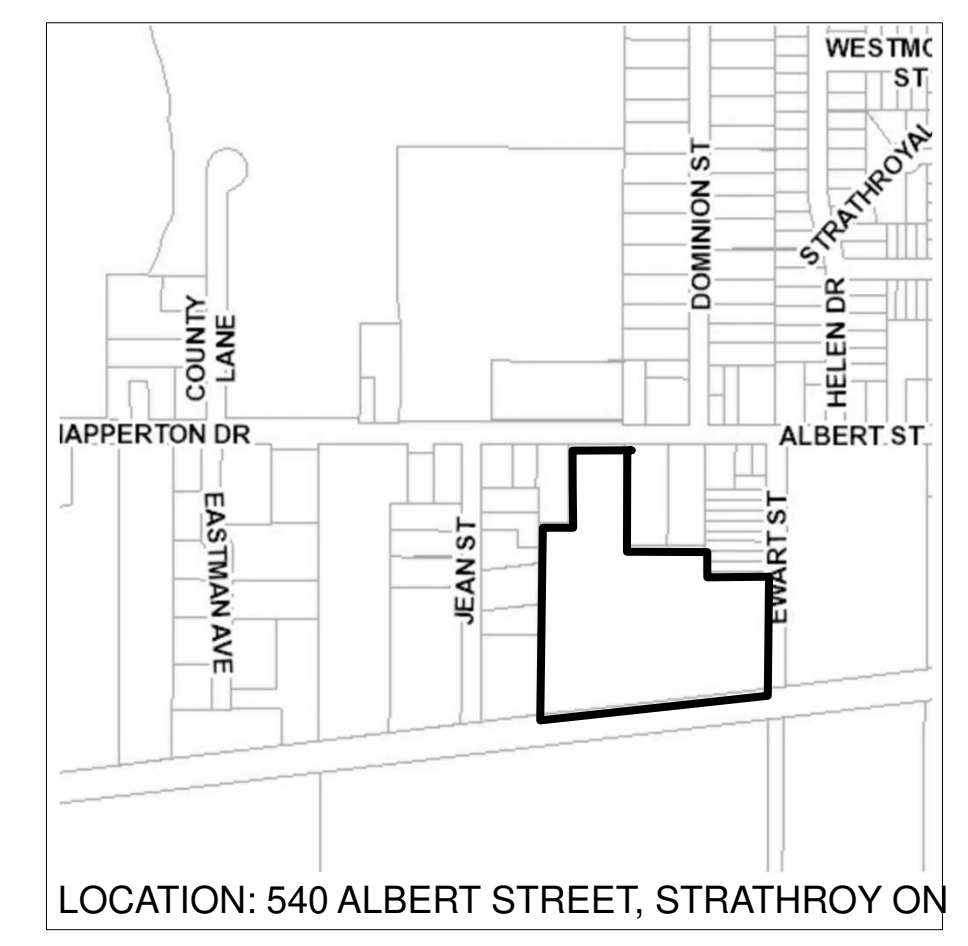 WESTMO
ST
STRATHROYAL
DOMINION ST
HELEN DR
COUNTY
LANE
IAPPERTON DR
ALBERT ST
EASTMAN AVE
JEAN ST
EWART ST
LOCATION: 540 ALBERT STREET, STRATHROY ON